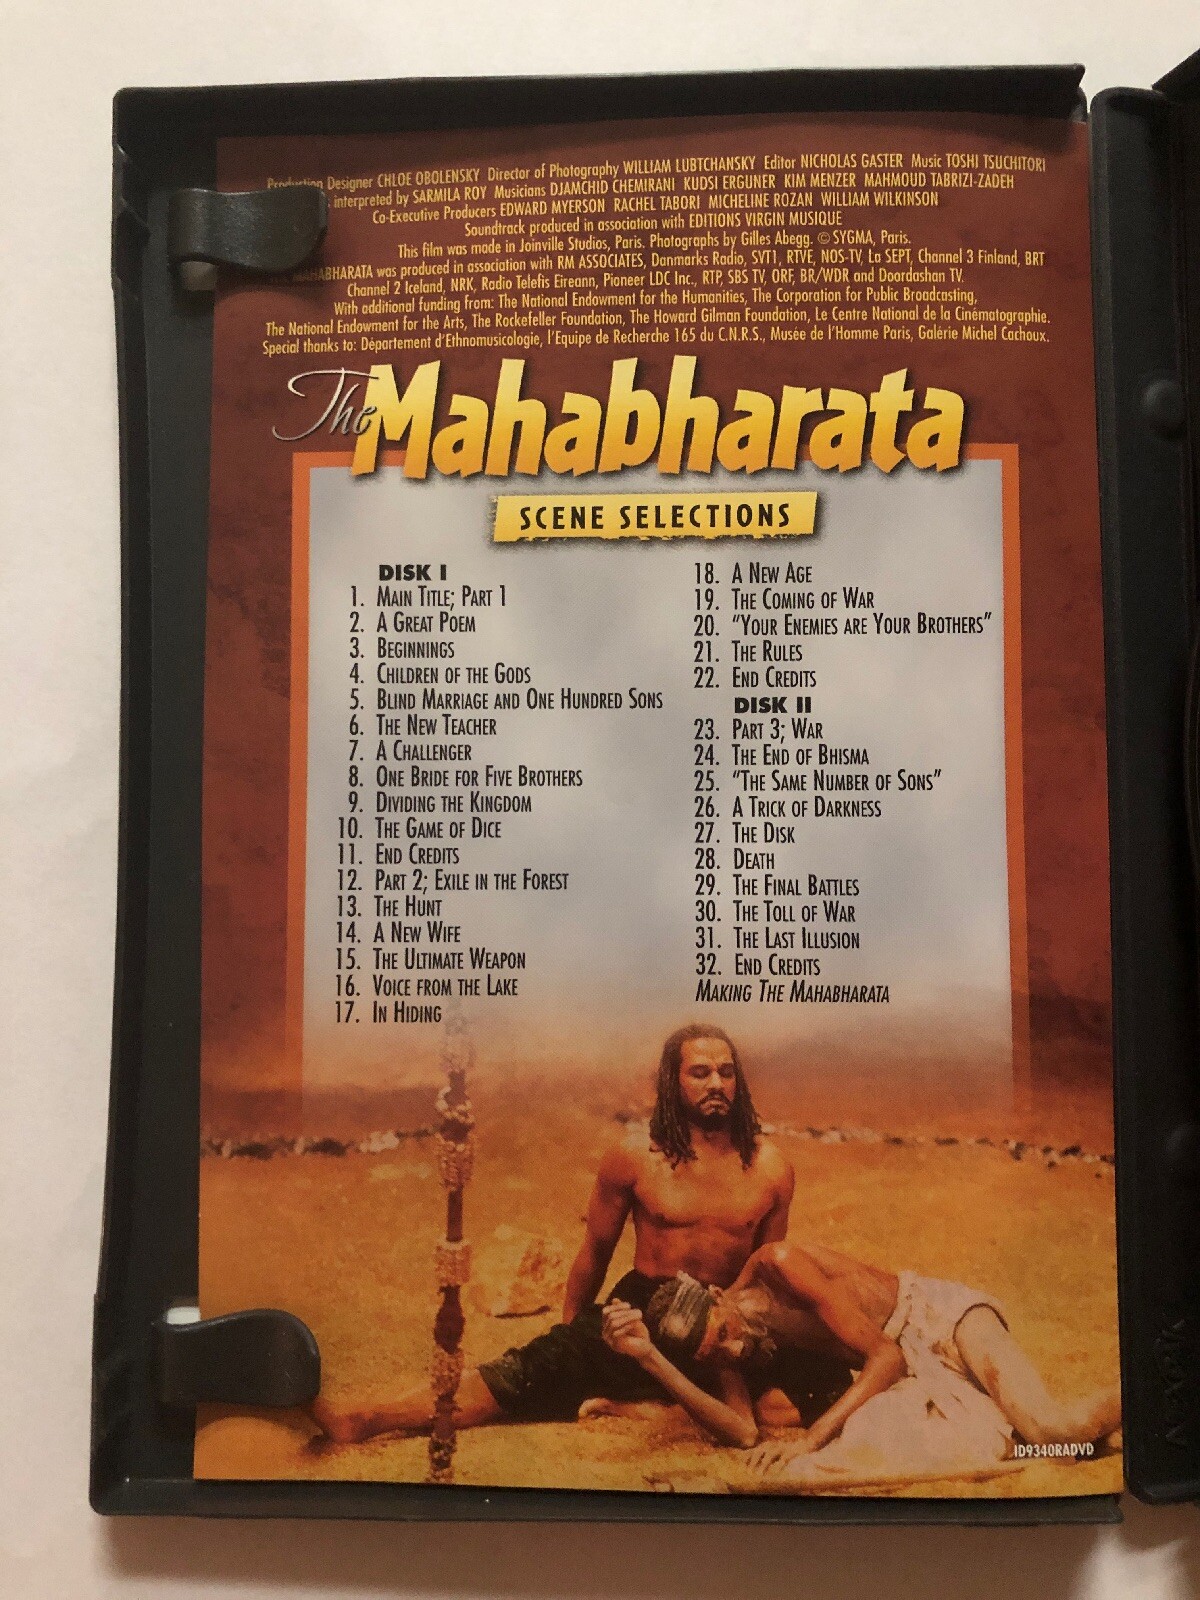 Production Designer CHLOE OBOLENSKY Director of Photography WILLIAM LUBTCHANSKY Editor NICHOLAS GASTER Music TOSHI TSUCHITORI
interpreted by SARMILA ROY Musicians DJAMCHID CHEMIRANI KUDSI ERGUNER KIM MENZER MAHMOUD TABRIZI-ZADEH
Co-Executive Producers EDWARD MYERSON RACHEL TABORI MICHELINE ROZAN WILLIAM WILKINSON
Soundtrack produced in association with EDITIONS VIRGIN MUSIQUE
This film was made in Joinville Studios, Paris. Photographs by Gilles Abegg. © SYGMA, Paris.
MAHABHARATA was produced in association with RM ASSOCIATES, Danmarks Radio, SVT1, RTVE, NOS-TV, La SEPT, Channel 3 Finland, BRT
Channel 2 Iceland, NRK, Radio Telefis Eireann, Pioneer LDC Inc., RTP, SBS TV, ORF, BR/WDR and Doordashan TV.
With additional funding from: The National Endowment for the Humanities, The Corporation for Public Broadcasting,
The National Endowment for the Arts, The Rockefeller Foundation, The Howard Gilman Foundation, Le Centre National de la Cinématographie.
Special thanks to: Département d'Ethnomusicologie, l'Equipe de Recherche 165 du C.N.R.S., Musée de l'Homme Paris, Galérie Michel Cachoux.
The Mahabharata
SCENE SELECTIONS
DISK I
1. MAIN TITLE; PART 1
2. A GREAT POEM
3. BEGINNINGS
4. CHILDREN OF THE GODS
5. BLIND MARRIAGE AND ONE HUNDRED SONS
6. THE NEW TEACHER
7. A CHALLENGER
8. ONE BRIDE FOR FIVE BROTHERS
9. DIVIDING THE KINGDOM
10. THE GAME OF DICE
11. END CREDITS
12. PART 2; EXILE IN THE FOREST
13. THE HUNT
14. A NEW WIFE
15. THE ULTIMATE WEAPON
16. VOICE FROM THE LAKE
17. IN HIDING
18. A NEW AGE
19. THE COMING OF WAR
20. "YOUR ENEMIES ARE YOUR BROTHERS"
21. THE RULES
22. END CREDITS
DISK II
23. PART 3; WAR
24. THE END OF BHISMA
25. "THE SAME NUMBER OF SONS"
26. A TRICK OF DARKNESS
27. THE DISK
28. DEATH
29. THE FINAL BATTLES
30. THE TOLL OF WAR
31. THE LAST ILLUSION
32. END CREDITS
MAKING THE MAHABHARATA
ID9340RADVD